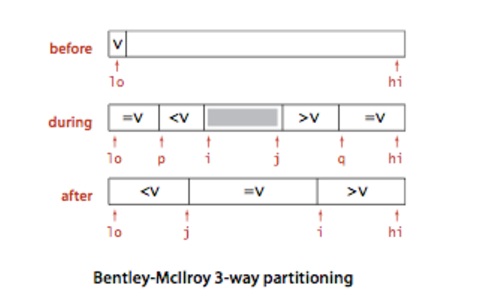 before v
lo hi
during =v <v >v =v
lo p i j q hi
after <v =v >v
lo j i hi
Bentley-McIlroy 3-way partitioning